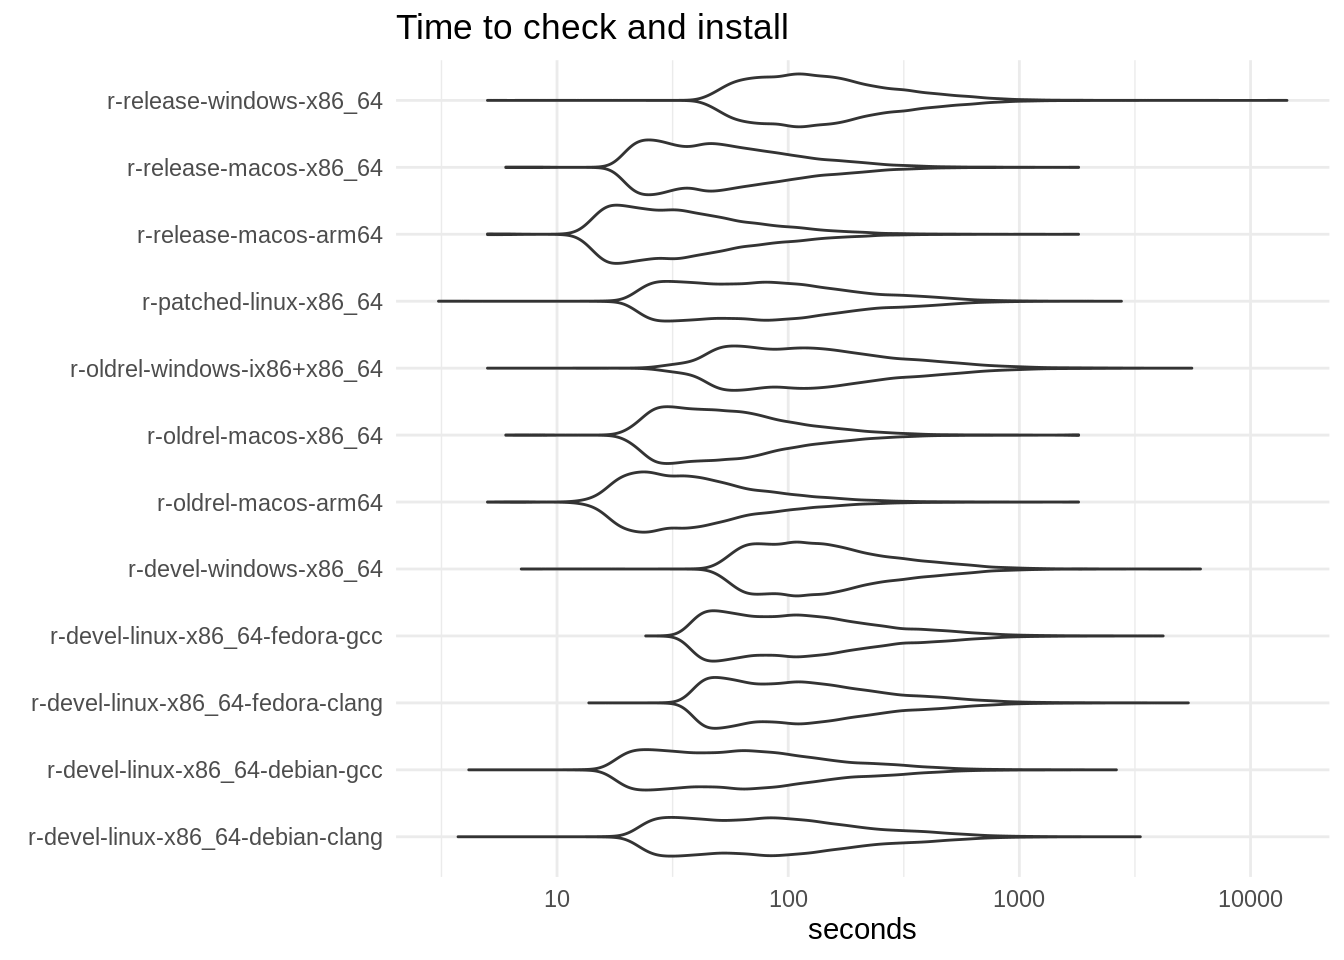 Time to check and install
r-release-windows-x86_64
r-release-macos-x86_64
r-release-macos-arm64
r-patched-linux-x86_64
r-oldrel-windows-ix86+x86_64
r-oldrel-macos-x86_64
r-oldrel-macos-arm64
r-devel-windows-x86_64
r-devel-linux-x86_64-fedora-gcc
r-devel-linux-x86_64-fedora-clang
r-devel-linux-x86_64-debian-gcc
r-devel-linux-x86_64-debian-clang
10 100 1000 10000
seconds